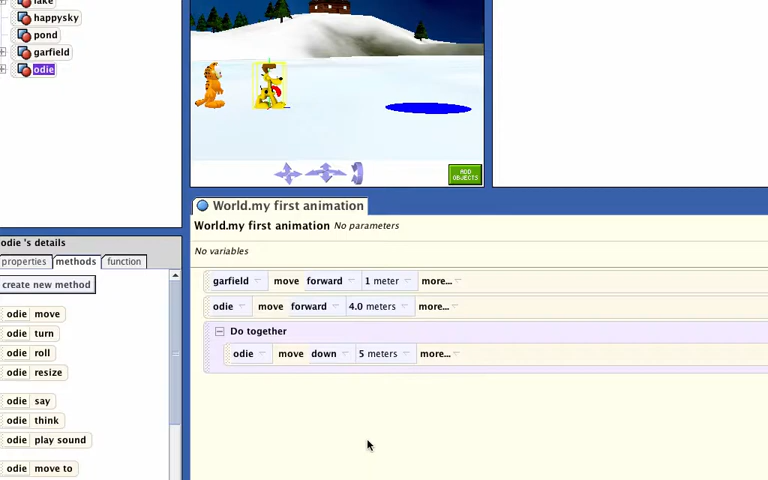 lake
happysky
pond
garfield
odie
ADD OBJECTS
World.my first animation
World.my first animation No parameters
No variables
garfield move forward 1 meter more...
odie move forward 4.0 meters more...
Do together
odie move down 5 meters more...
odie 's details
properties methods function
create new method
odie move
odie turn
odie roll
odie resize
odie say
odie think
odie play sound
odie move to